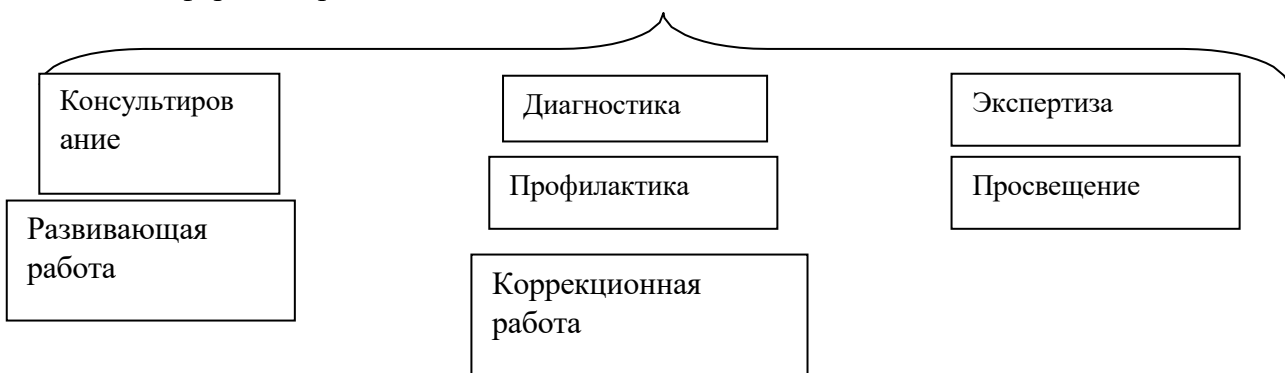 Консультиров
ание
Диагностика
Экспертиза
Профилактика
Просвещение
Развивающая
работа
Коррекционная
работа